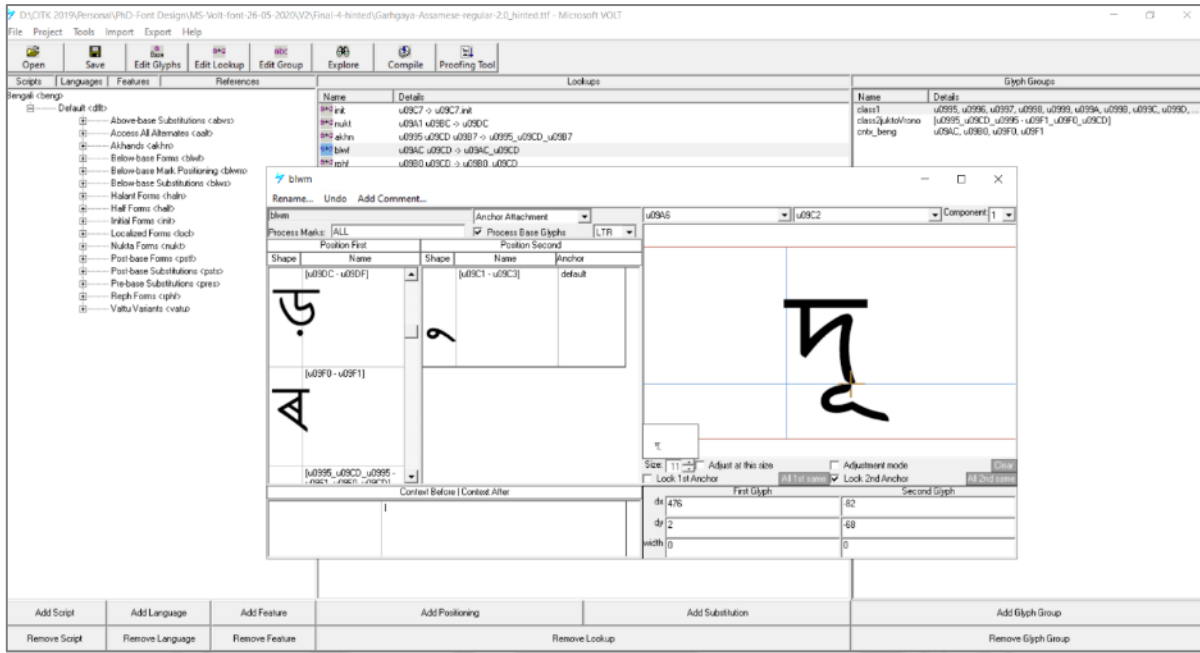 D:\CITK 2019\Personal\PhD-Font Design\MS-Volt-font-26-05-2020\V2\Final-4-hinted\Garhgaya-Assamese-regular-2.0_hinted.ttf - Microsoft VOLT
File Project Tools Import Export Help
Open Save Edit Glyphs Edit Lookup Edit Group Explore Compile Proofing Tool
Scripts Languages Features References Lookups Glyph Groups
Bengali <beng>
Default <dflt>
Above-base Substitutions <abvs>
Access All Alternates <aalt>
Akhands <akhn>
Below-base Forms <blwf>
Below-base Mark Positioning <blwm>
Below-base Substitutions <blws>
Halant Forms <haln>
Half Forms <half>
Initial Forms <init>
Localized Forms <locl>
Nukta Forms <nukt>
Post-base Forms <pstf>
Post-base Substitutions <psts>
Pre-base Substitutions <pres>
Reph Forms <rphf>
Vattu Variants <vatu>
Name Details
init u09C7 -> u09C7.init
nukt u09A1 u09BC -> u09DC
akhn u0995 u09CD u09B7 -> u0995_u09CD_u09B7
blwf u09AC u09CD -> u09AC_u09CD
rphf u09B0 u09CD -> u09B0_u09CD
Name Details
class1 u0995, u0996, u0997, u0998, u0999, u099A, u099B, u099C, u099D, ...
class2juktoVrono [u0995_u09CD_u0995 - u09F1_u09F0_u09CD]
cntx_beng u09AC, u09B0, u09F0, u09F1
blwm
Rename... Undo Add Comment...
blwm Anchor Attachment
Process Marks: ALL Process Base Glyphs LTR
Position First Position Second
Shape Name Shape Name Anchor
[u09DC - u09DF] [u09C1 - u09C3] default
ড়
[u09F0 - u09F1]
ৰ
[u0995_u09CD_u0995 -
u09A6 u09C2 Component: 1
দূ
Size: 11 Adjust at this size Adjustment mode Clear
Lock 1st Anchor All 1st same Lock 2nd Anchor All 2nd same
First Glyph Second Glyph
dx 476 -82
dy 2 -68
width 0 0
Context Before | Context After
Add Script Add Language Add Feature Add Positioning Add Substitution Add Glyph Group
Remove Script Remove Language Remove Feature Remove Lookup Remove Glyph Group